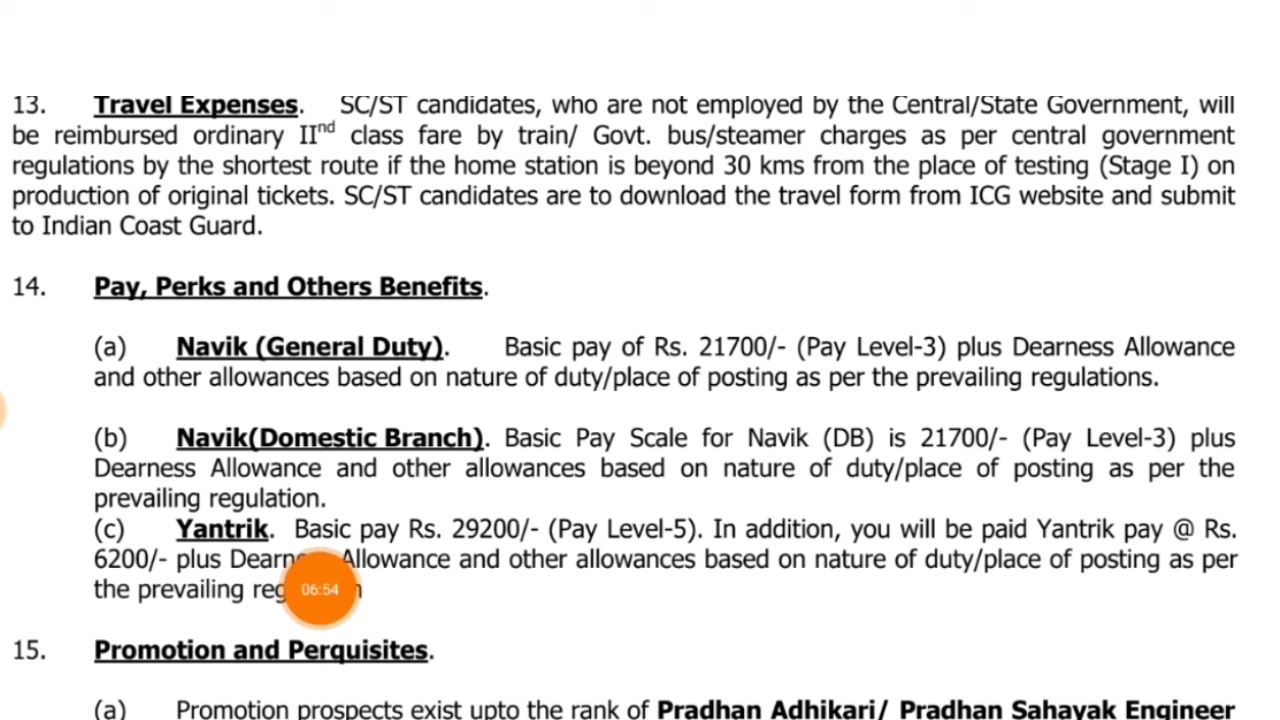 13. Travel Expenses. SC/ST candidates, who are not employed by the Central/State Government, will
be reimbursed ordinary IInd class fare by train/ Govt. bus/steamer charges as per central government
regulations by the shortest route if the home station is beyond 30 kms from the place of testing (Stage I) on
production of original tickets. SC/ST candidates are to download the travel form from ICG website and submit
to Indian Coast Guard.
14. Pay, Perks and Others Benefits.
(a) Navik (General Duty). Basic pay of Rs. 21700/- (Pay Level-3) plus Dearness Allowance
and other allowances based on nature of duty/place of posting as per the prevailing regulations.
(b) Navik(Domestic Branch). Basic Pay Scale for Navik (DB) is 21700/- (Pay Level-3) plus
Dearness Allowance and other allowances based on nature of duty/place of posting as per the
prevailing regulation.
(c) Yantrik. Basic pay Rs. 29200/- (Pay Level-5). In addition, you will be paid Yantrik pay @ Rs.
6200/- plus Allowance and other allowances based on nature of duty/place of posting as per
the prevailing
06:54
15. Promotion and Perquisites.
(a) Promotion prospects exist upto the rank of Pradhan Adhikari/ Pradhan Sahayak Engineer